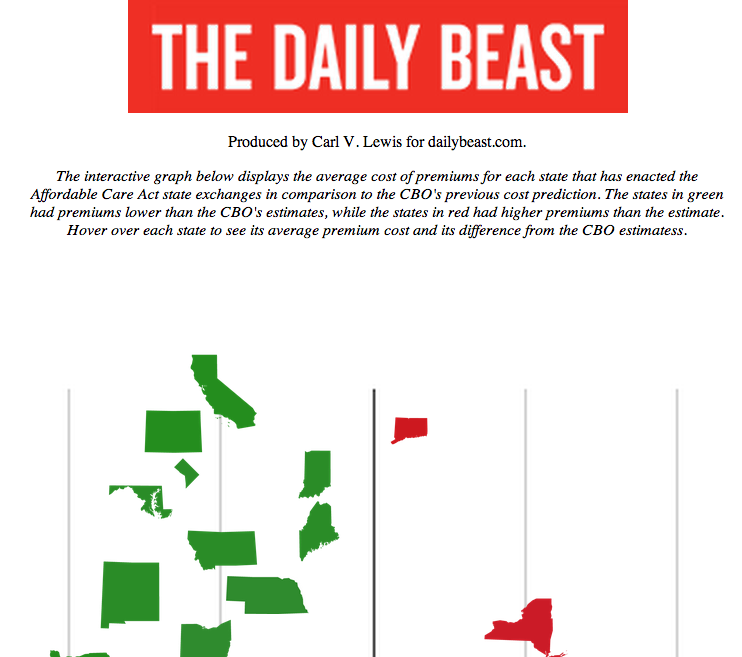 THE DAILY BEAST
Produced by Carl V. Lewis for dailybeast.com.
The interactive graph below displays the average cost of premiums for each state that has enacted the
Affordable Care Act state exchanges in comparison to the CBO's previous cost prediction. The states in green
had premiums lower than the CBO's estimates, while the states in red had higher premiums than the estimate.
Hover over each state to see its average premium cost and its difference from the CBO estimatess.